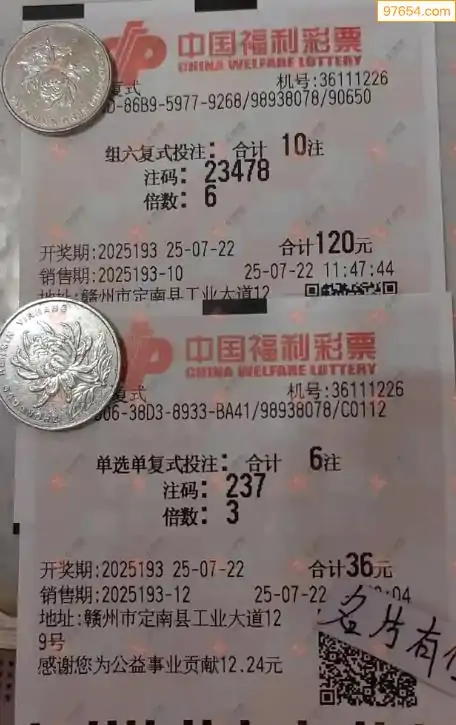 97654.com
中国福利彩票
CHINA WELFARE LOTTERY
复式 机号:36111226
-86B9-5977-9268/98938078/90650
组六复式投注: 合计 10注
注码: 23478
倍数: 6
开奖期:2025193 25-07-22 合计120元
销售期:2025193-10 25-07-22 11:47:44
地址:赣州市定南县工业大道12
中国福利彩票
CHINA WELFARE LOTTERY
复式 机号:36111226
06-38D3-8933-BA41/98938078/C0112
单选单复式投注: 合计 6注
注码: 237
倍数: 3
开奖期:2025193 25-07-22 合计36元
销售期:2025193-12 25-07-22 :04
地址:赣州市定南县工业大道12
9号
感谢您为公益事业贡献12.24元
名片有